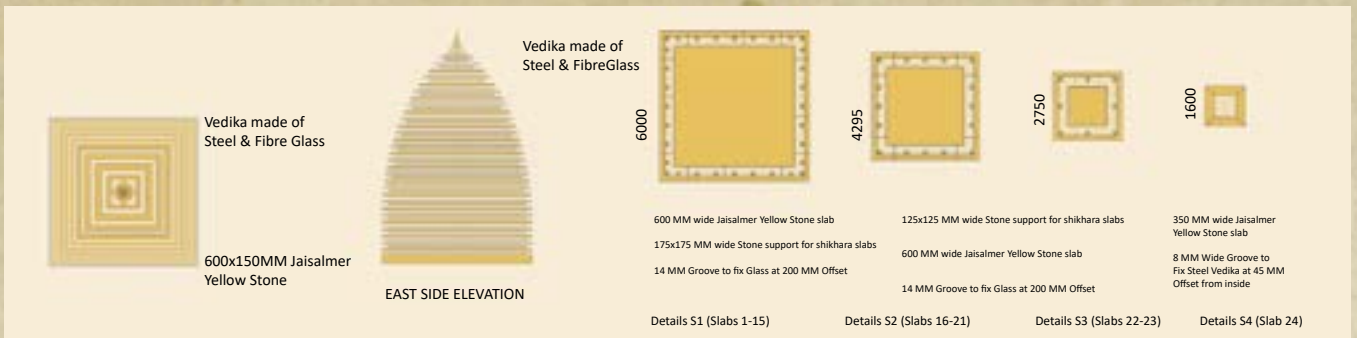 Vedika made of
Steel & Fibre Glass
600x150MM Jaisalmer
Yellow Stone
EAST SIDE ELEVATION
Vedika made of
Steel & FibreGlass
6000
4295
2750
1600
600 MM wide Jaisalmer Yellow Stone slab
175x175 MM wide Stone support for shikhara slabs
14 MM Groove to fix Glass at 200 MM Offset
125x125 MM wide Stone support for shikhara slabs
600 MM wide Jaisalmer Yellow Stone slab
14 MM Groove to fix Glass at 200 MM Offset
350 MM wide Jaisalmer
Yellow Stone slab
8 MM Wide Groove to
Fix Steel Vedika at 45 MM
Offset from inside
Details S1 (Slabs 1-15)
Details S2 (Slabs 16-21)
Details S3 (Slabs 22-23)
Details S4 (Slab 24)